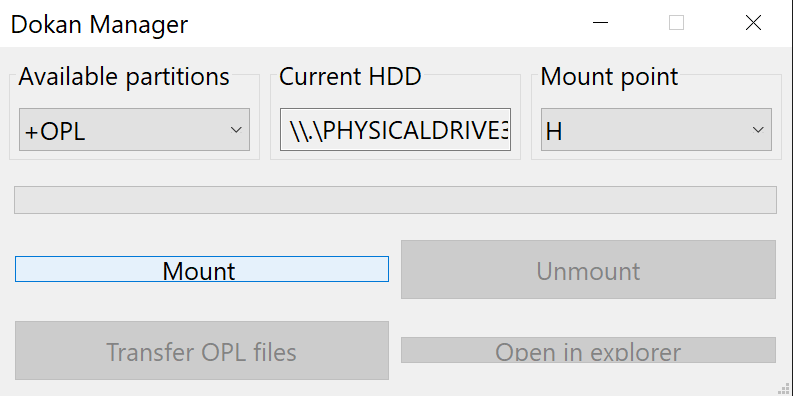 Dokan Manager
Available partitions
Current HDD
Mount point
+OPL
\\.\PHYSICALDRIVE3
H
Mount
Unmount
Transfer OPL files
Open in explorer